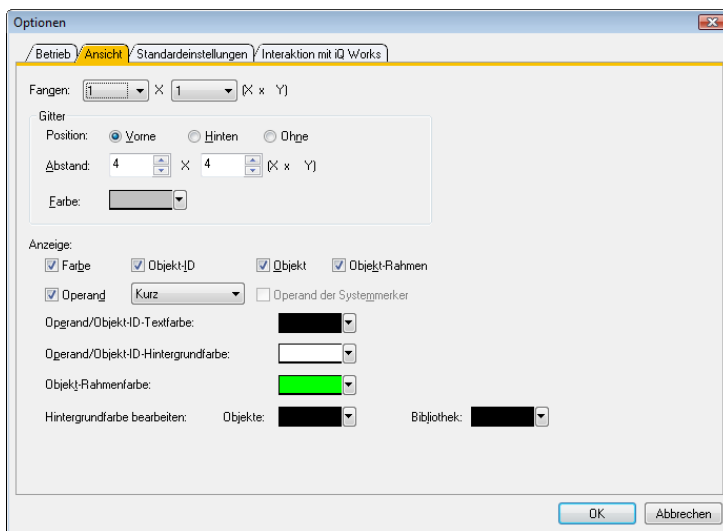 Optionen
Betrieb Ansicht Standardeinstellungen Interaktion mit iQ Works
Fangen: 1 X 1 (X x Y)
Gitter
Position: Vorne Hinten Ohne
Abstand: 4 X 4 (X x Y)
Farbe:
Anzeige:
Farbe Objekt-ID Objekt Objekt-Rahmen
Operand Kurz Operand der Systemmerker
Operand/Objekt-ID-Textfarbe:
Operand/Objekt-ID-Hintergrundfarbe:
Objekt-Rahmenfarbe:
Hintergrundfarbe bearbeiten: Objekte: Bibliothek:
OK Abbrechen